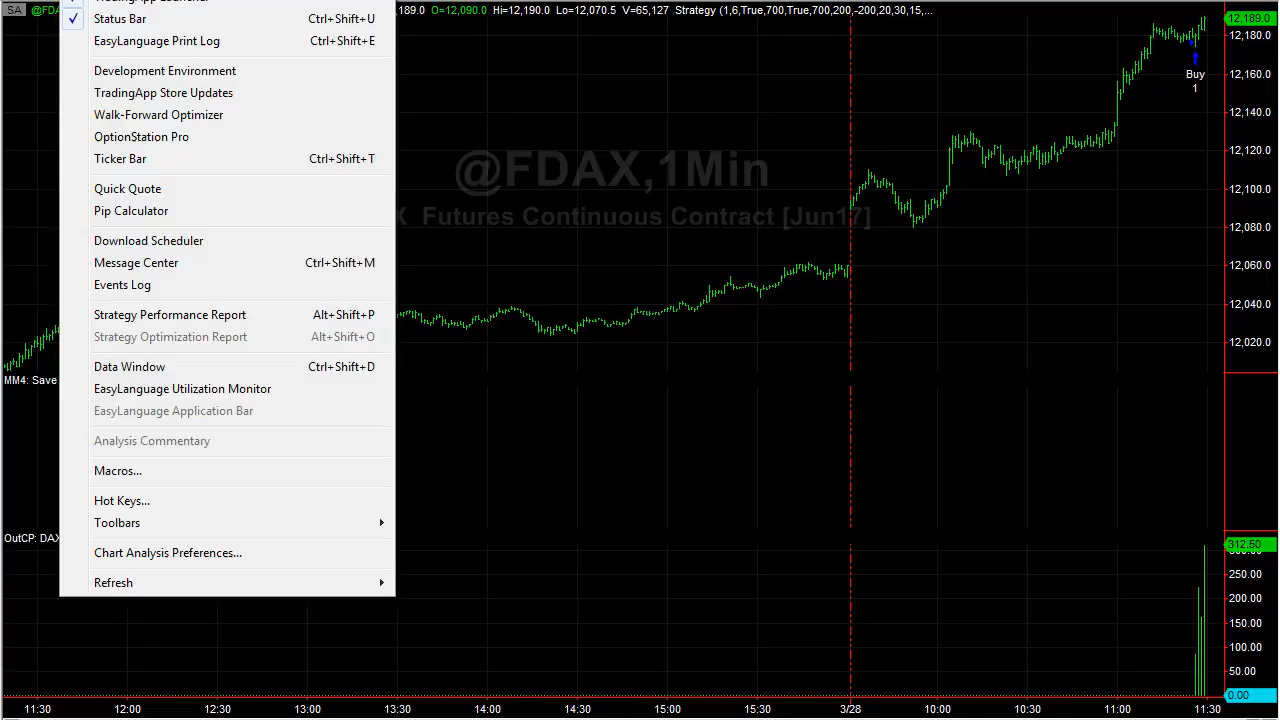 SA @FDA
.189.0 O=12,090.0 Hi=12,190.0 Lo=12,070.5 V=65,127 Strategy (1,6,True,700,True,700,200,-200,20,30,15,...
Status Bar Ctrl+Shift+U
EasyLanguage Print Log Ctrl+Shift+E
Development Environment
TradingApp Store Updates
Walk-Forward Optimizer
OptionStation Pro
Ticker Bar Ctrl+Shift+T
Quick Quote
Pip Calculator
Download Scheduler
Message Center Ctrl+Shift+M
Events Log
Strategy Performance Report Alt+Shift+P
Strategy Optimization Report Alt+Shift+O
Data Window Ctrl+Shift+D
EasyLanguage Utilization Monitor
EasyLanguage Application Bar
Analysis Commentary
Macros...
Hot Keys...
Toolbars
Chart Analysis Preferences...
Refresh
@FDAX,1Min
X Futures Continuous Contract [Jun17]
Buy
1
12,189.0
12,180.0
12,160.0
12,140.0
12,120.0
12,100.0
12,080.0
12,060.0
12,040.0
12,020.0
MM4: Save
OutCP: DAX
312.50
250.00
200.00
150.00
100.00
50.00
0.00
11:30 12:00 12:30 13:00 13:30 14:00 14:30 15:00 15:30 3/28 10:00 10:30 11:00 11:30